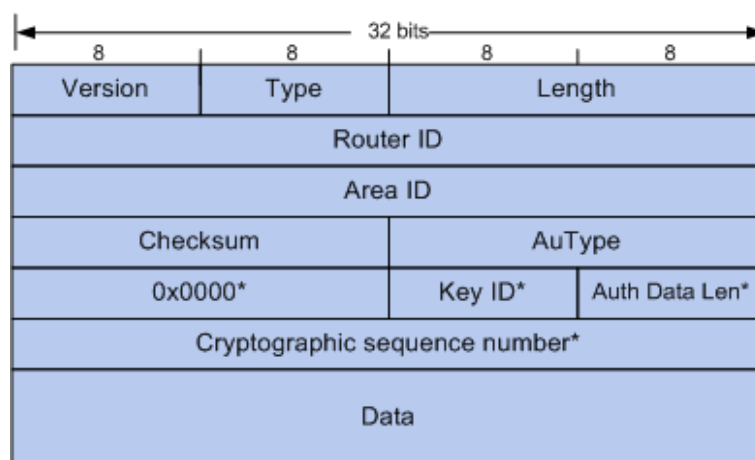 32 bits
8 8 8 8
Version Type Length
Router ID
Area ID
Checksum AuType
0x0000* Key ID* Auth Data Len*
Cryptographic sequence number*
Data